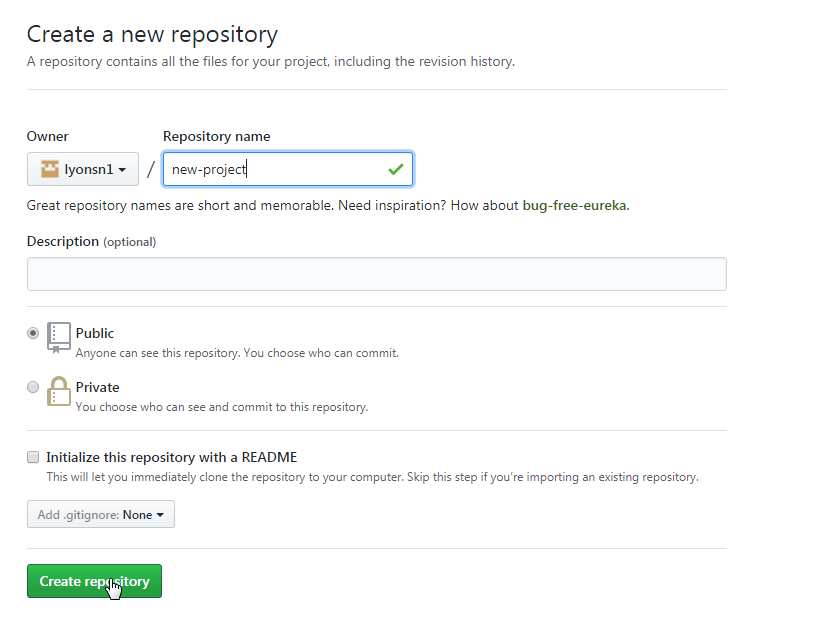 Create a new repository
A repository contains all the files for your project, including the revision history.
Owner
Repository name
lyonsn1 / new-project
Great repository names are short and memorable. Need inspiration? How about bug-free-eureka.
Description (optional)
Public
Anyone can see this repository. You choose who can commit.
Private
You choose who can see and commit to this repository.
Initialize this repository with a README
This will let you immediately clone the repository to your computer. Skip this step if you’re importing an existing repository.
Add .gitignore: None
Create repository